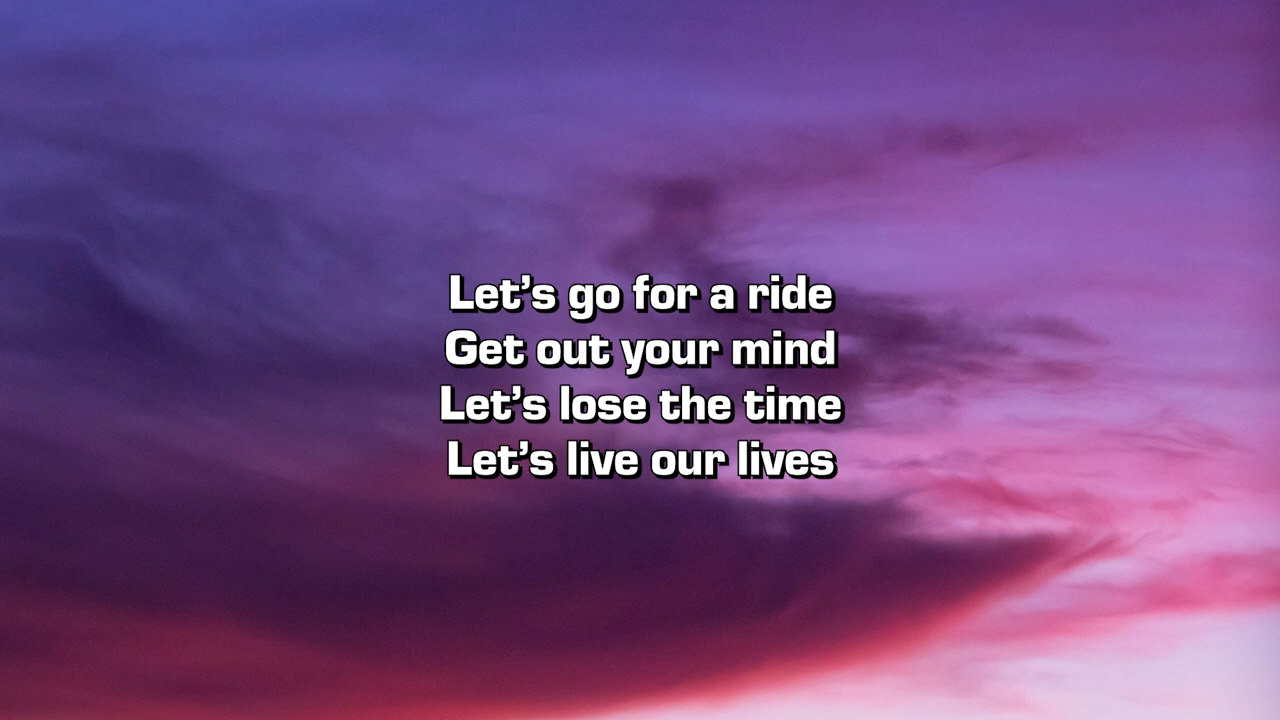 Let’s go for a ride
Get out your mind
Let’s lose the time
Let’s live our lives